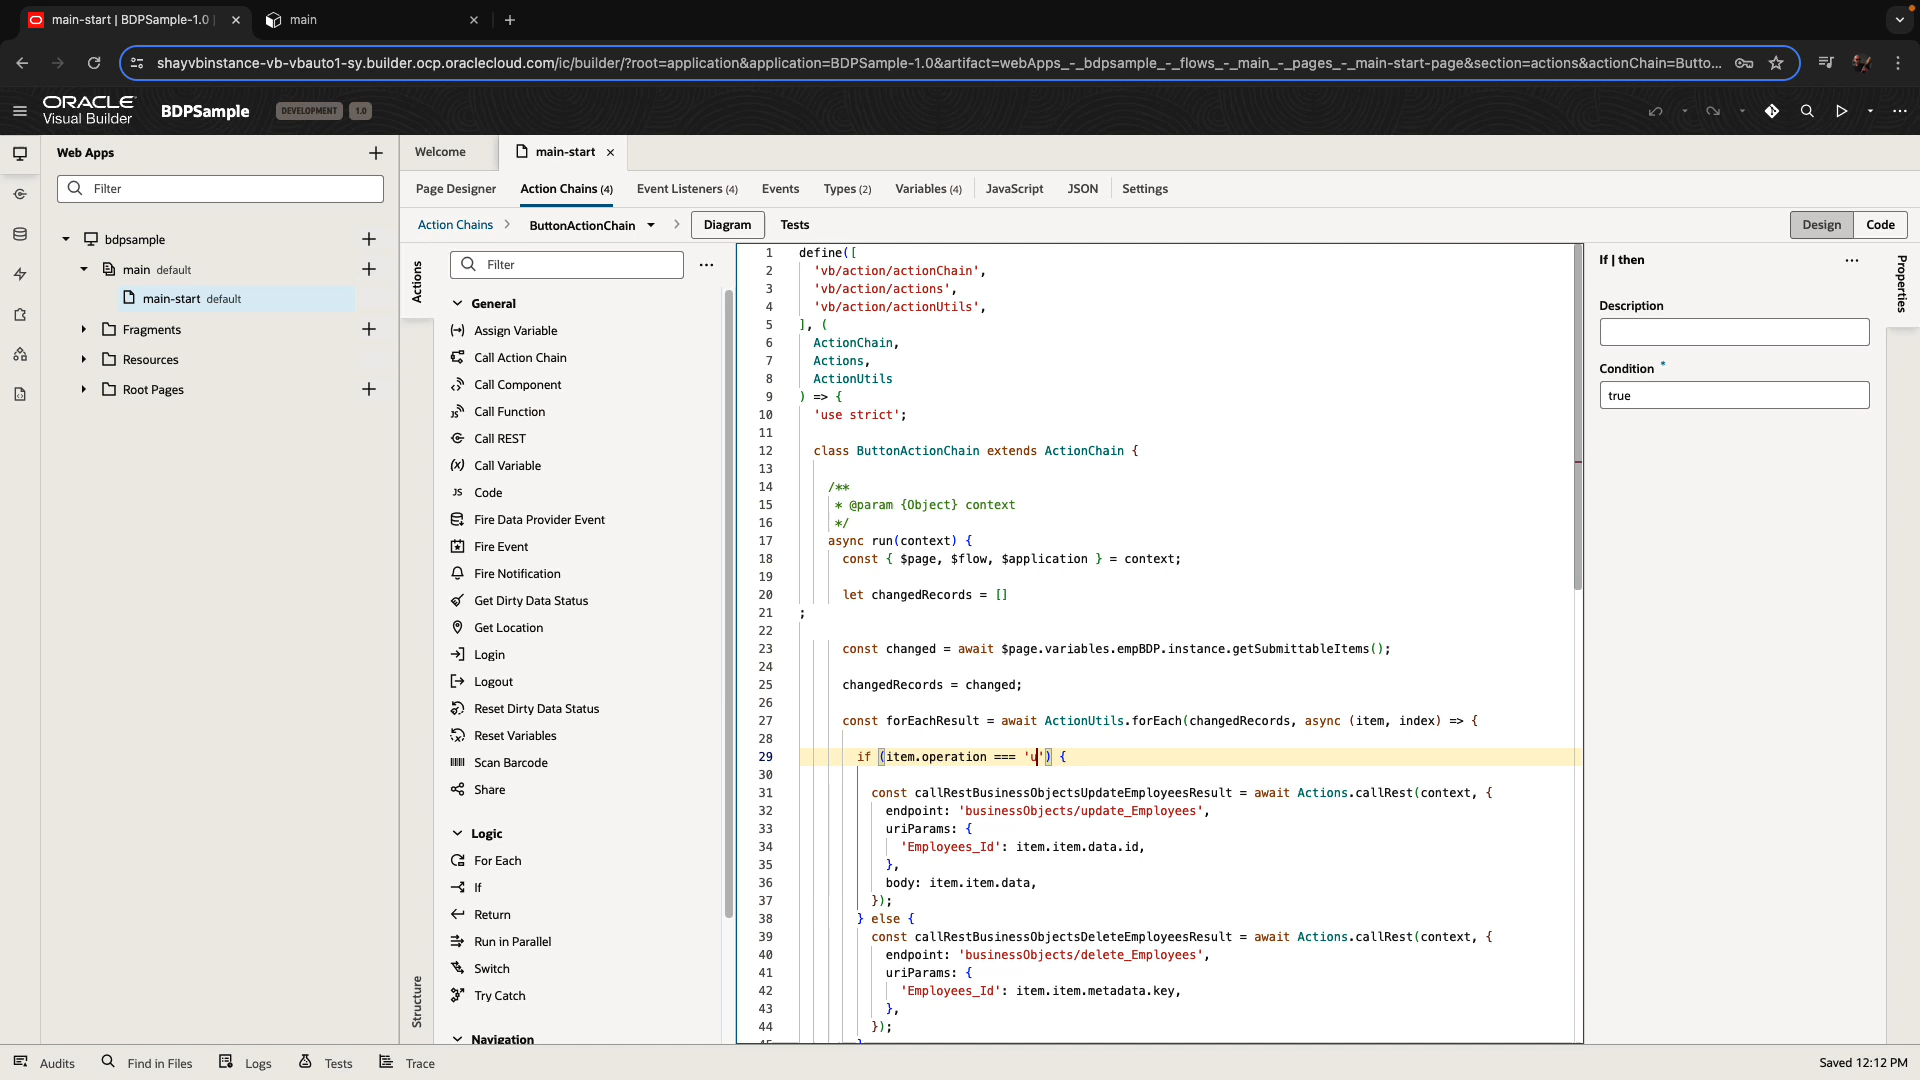 main-start | BDPSample-1.0 |
main
shayvbinstance-vb-vbauto1-sy.builder.ocp.oraclecloud.com/ic/builder/?root=application&application=BDPSample-1.0&artifact=webApps_-_bdpsample_-_flows_-_main_-_pages_-_main-start-page&section=actions&actionChain=Butto...
ORACLE
Visual Builder
BDPSample
DEVELOPMENT
1.0
Web Apps
Filter
bdpsample
main default
main-start default
Fragments
Resources
Root Pages
Welcome
main-start
Page Designer
Action Chains (4)
Event Listeners (4)
Events
Types (2)
Variables (4)
JavaScript
JSON
Settings
Action Chains
ButtonActionChain
Diagram
Tests
Design
Code
Actions
Structure
Filter
General
Assign Variable
Call Action Chain
Call Component
Call Function
Call REST
Call Variable
JS Code
Fire Data Provider Event
Fire Event
Fire Notification
Get Dirty Data Status
Get Location
Login
Logout
Reset Dirty Data Status
Reset Variables
Scan Barcode
Share
Logic
For Each
If
Return
Run in Parallel
Switch
Try Catch
Navigation
1 define([
2 'vb/action/actionChain',
3 'vb/action/actions',
4 'vb/action/actionUtils',
5 ], (
6 ActionChain,
7 Actions,
8 ActionUtils
9 ) => {
10 'use strict';
11
12 class ButtonActionChain extends ActionChain {
13
14 /**
15 * @param {Object} context
16 */
17 async run(context) {
18 const { $page, $flow, $application } = context;
19
20 let changedRecords = []
21 ;
22
23 const changed = await $page.variables.empBDP.instance.getSubmittableItems();
24
25 changedRecords = changed;
26
27 const forEachResult = await ActionUtils.forEach(changedRecords, async (item, index) => {
28
29 if (item.operation === 'u') {
30
31 const callRestBusinessObjectsUpdateEmployeesResult = await Actions.callRest(context, {
32 endpoint: 'businessObjects/update_Employees',
33 uriParams: {
34 'Employees_Id': item.item.data.id,
35 },
36 body: item.item.data,
37 });
38 } else {
39 const callRestBusinessObjectsDeleteEmployeesResult = await Actions.callRest(context, {
40 endpoint: 'businessObjects/delete_Employees',
41 uriParams: {
42 'Employees_Id': item.item.metadata.key,
43 },
44 });
If | then
Description
Condition *
true
Properties
Audits
Find in Files
Logs
Tests
Trace
Saved 12:12 PM